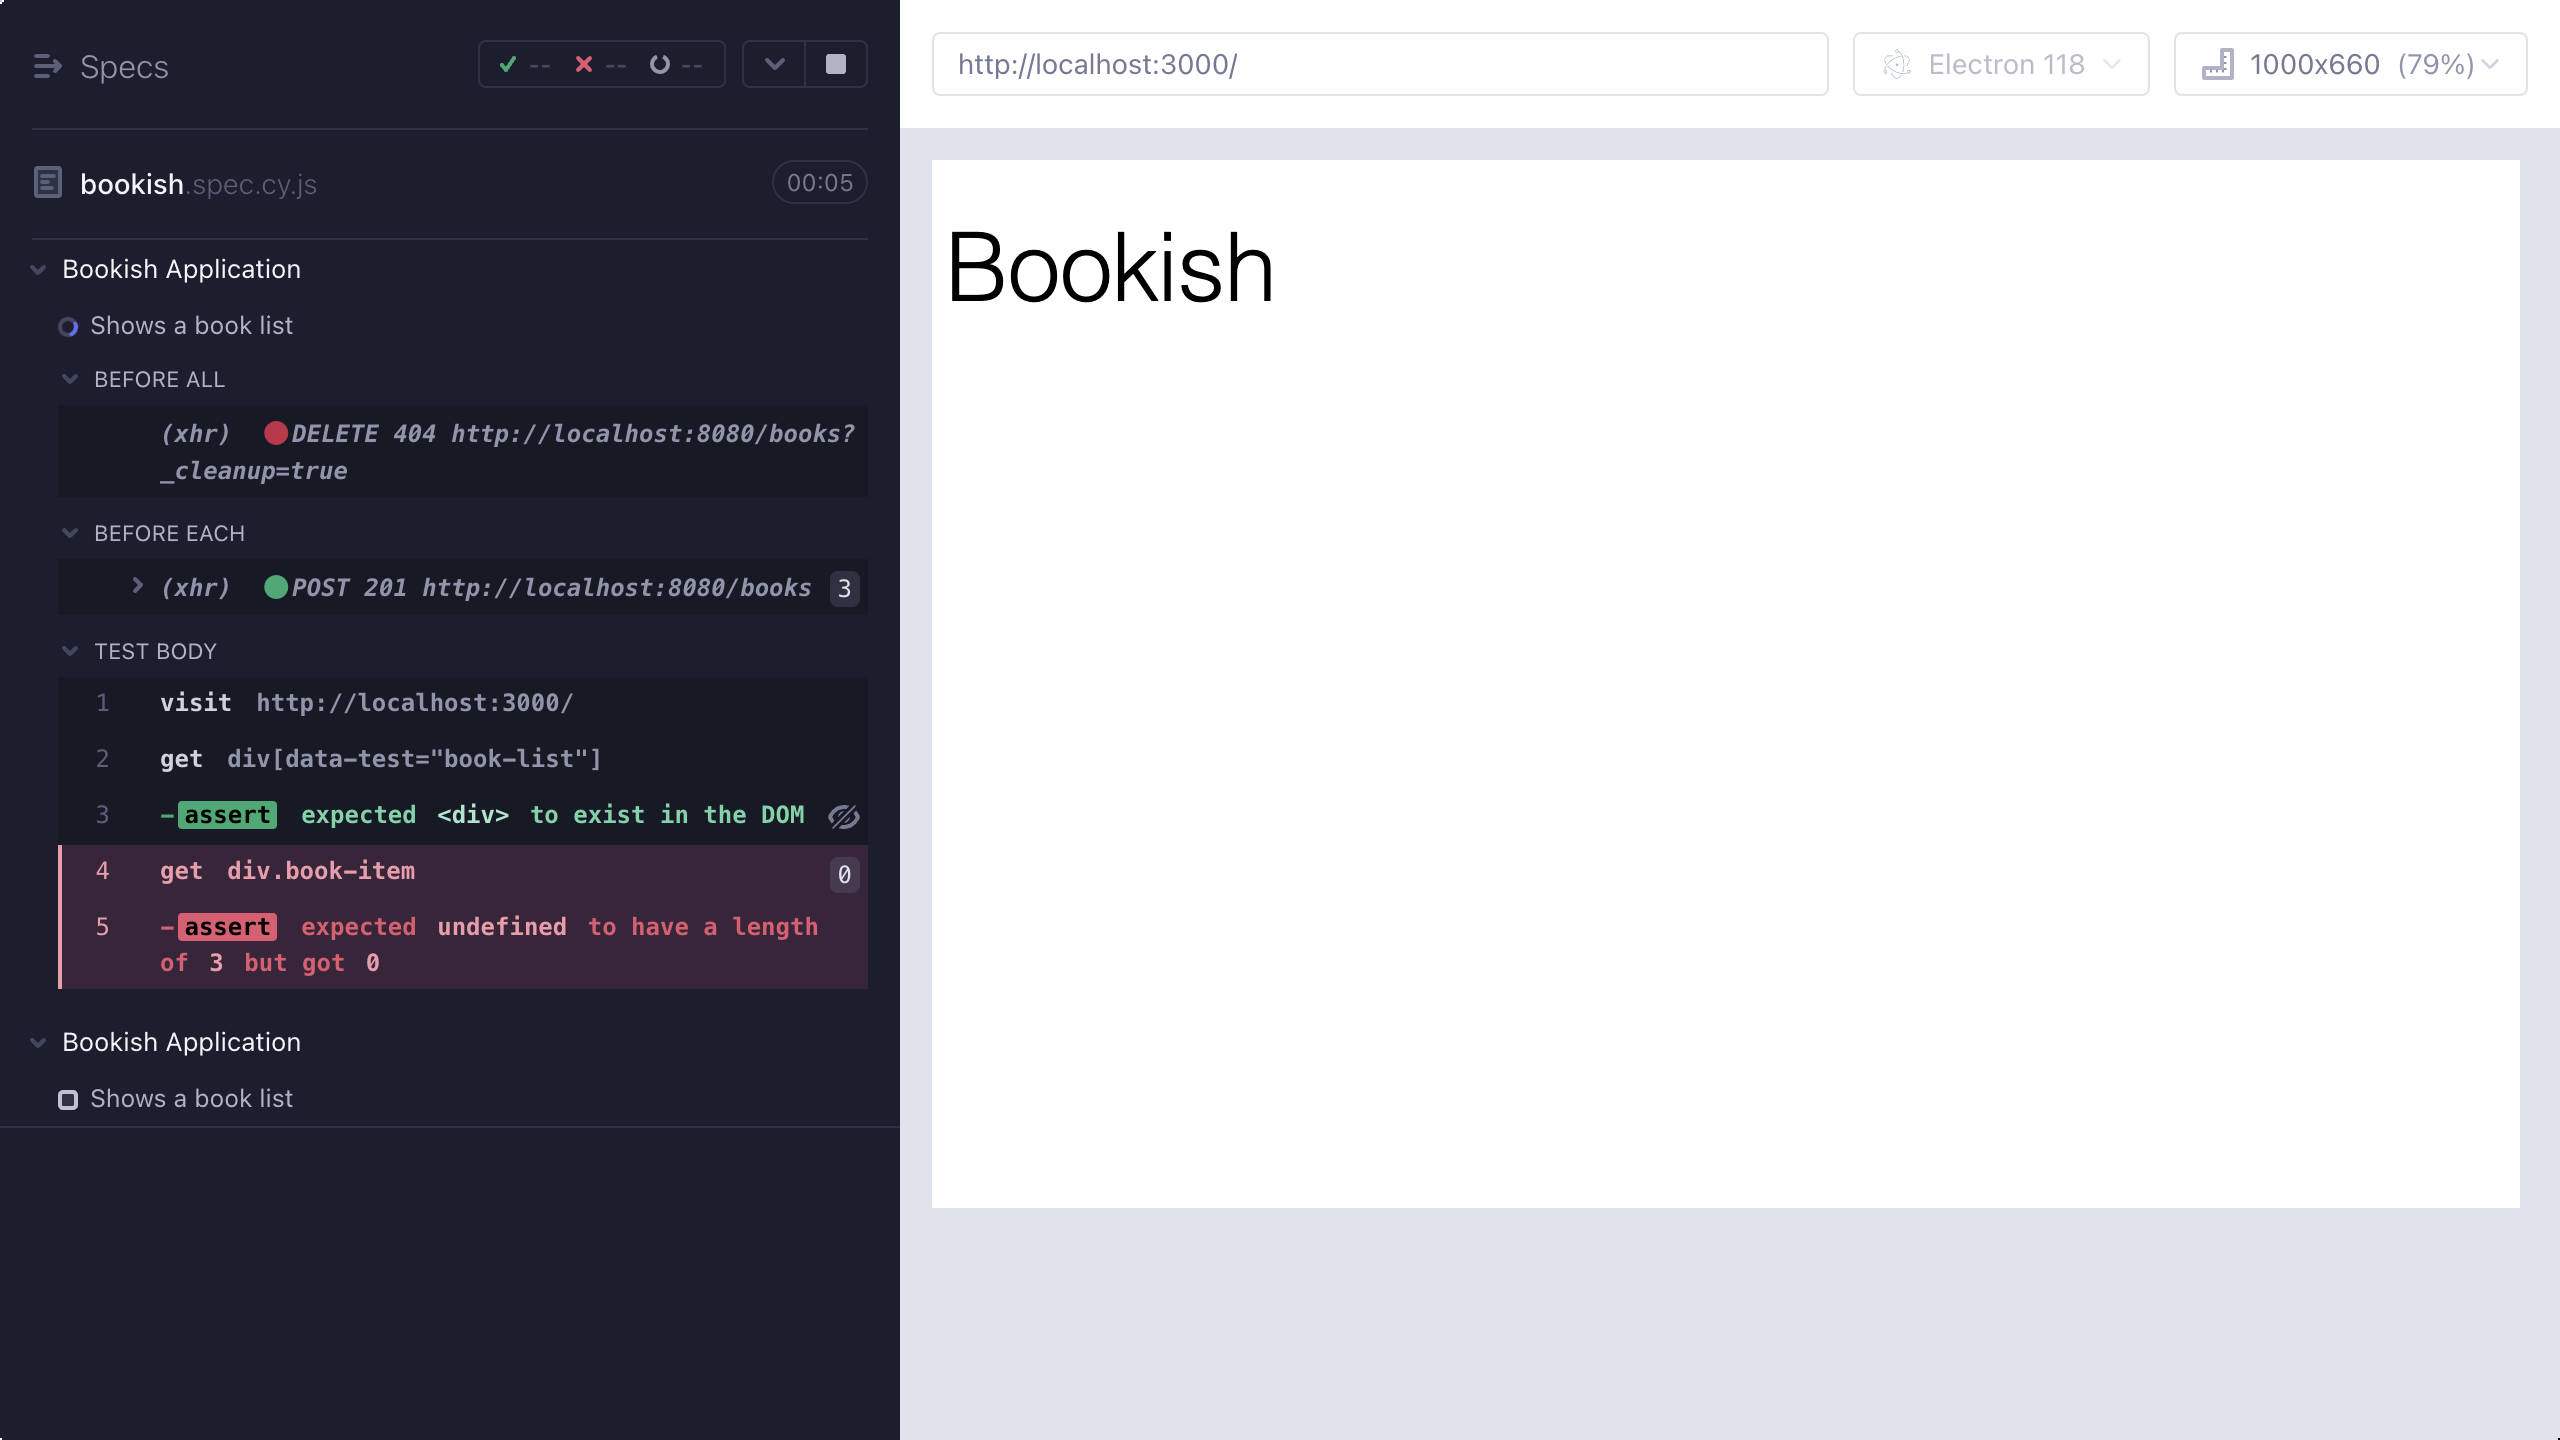 Specs
-- -- --
bookish.spec.cy.js 00:05
Bookish Application
Shows a book list
BEFORE ALL
(xhr) DELETE 404 http://localhost:8080/books?
_cleanup=true
BEFORE EACH
(xhr) POST 201 http://localhost:8080/books 3
TEST BODY
1 visit http://localhost:3000/
2 get div[data-test="book-list"]
3 -assert expected <div> to exist in the DOM
4 get div.book-item 0
5 -assert expected undefined to have a length
of 3 but got 0
Bookish Application
Shows a book list
http://localhost:3000/
Electron 118
1000x660 (79%)
Bookish